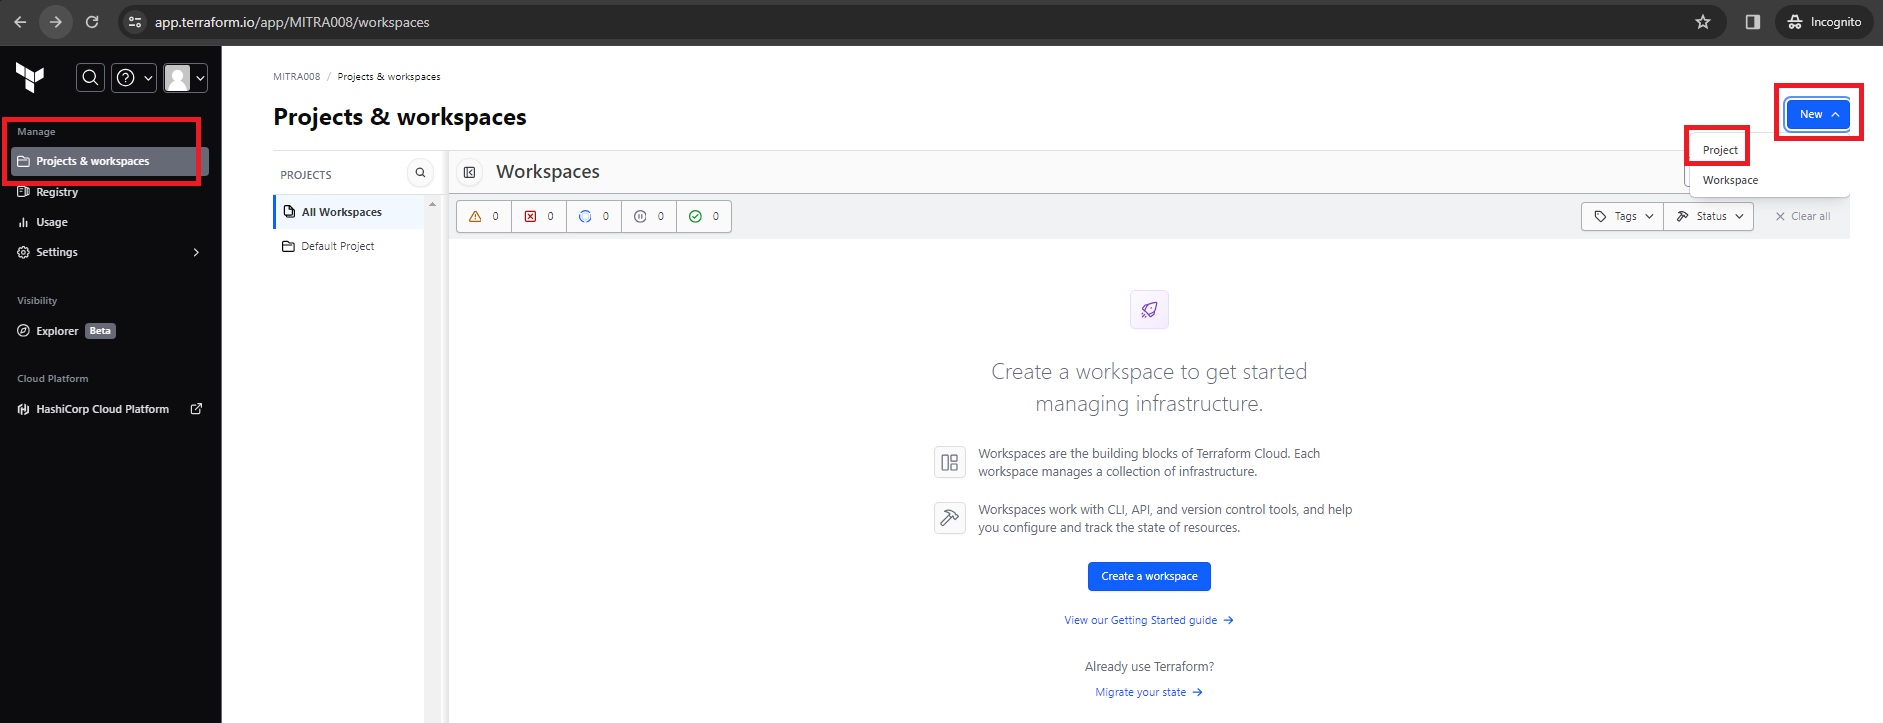 app.terraform.io/app/MITRA008/workspaces
Incognito
Manage
Projects & workspaces
Registry
Usage
Settings
Visibility
Explorer Beta
Cloud Platform
HashiCorp Cloud Platform
MITRA008 / Projects & workspaces
Projects & workspaces
New
Project
Workspace
PROJECTS
All Workspaces
Default Project
Workspaces
0 0 0 0 0
Tags Status Clear all
Create a workspace to get started
managing infrastructure.
Workspaces are the building blocks of Terraform Cloud. Each
workspace manages a collection of infrastructure.
Workspaces work with CLI, API, and version control tools, and help
you configure and track the state of resources.
Create a workspace
View our Getting Started guide
Already use Terraform?
Migrate your state